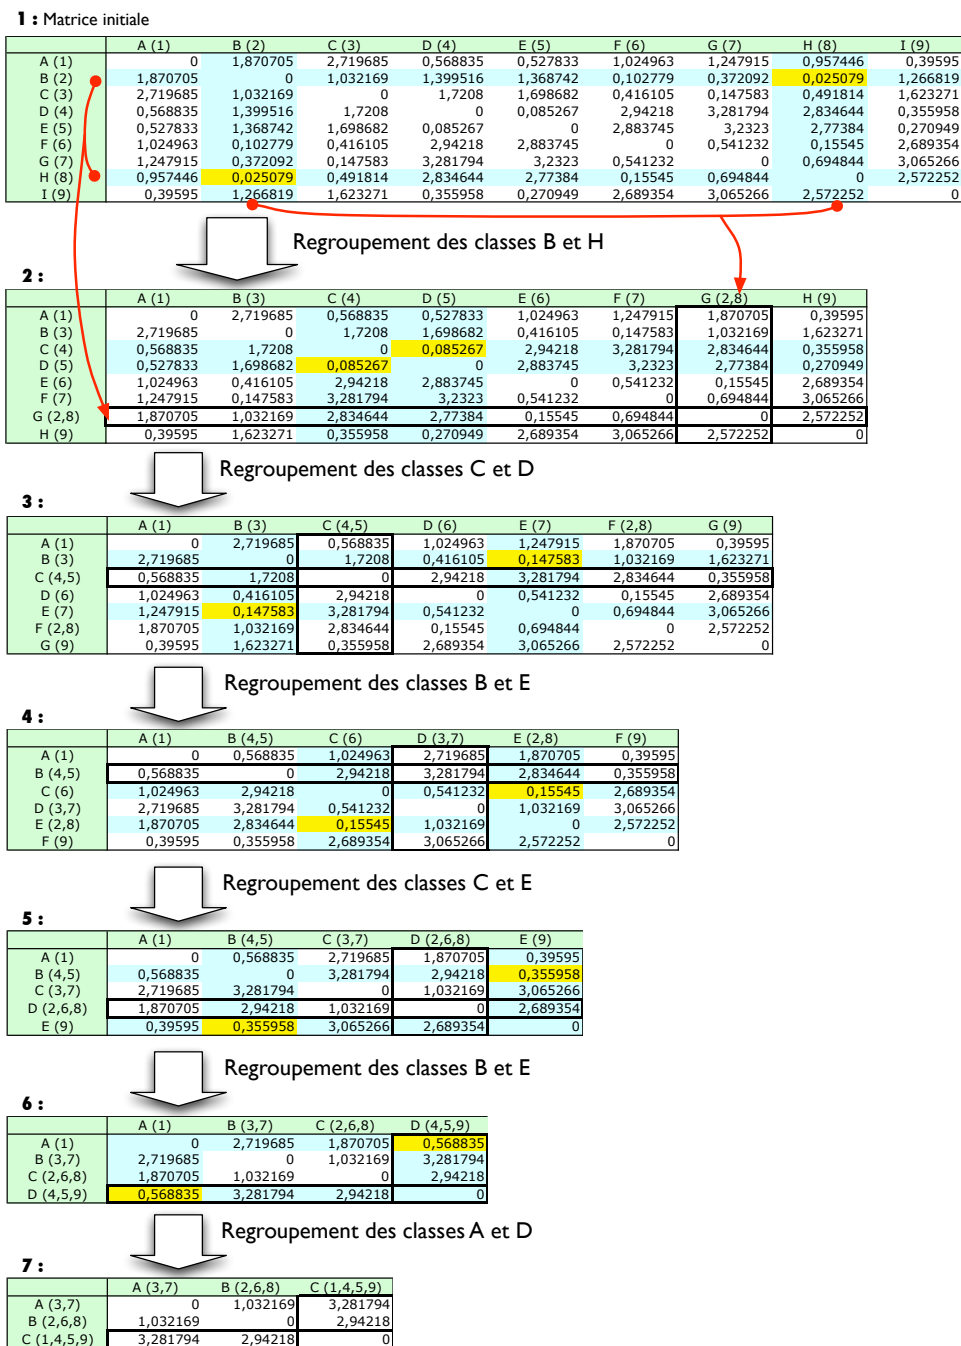 1 : Matrice initiale
A (1) B (2) C (3) D (4) E (5) F (6) G (7) H (8) I (9)
A (1) 0 1,870705 2,719685 0,568835 0,527833 1,024963 1,247915 0,957446 0,39595
B (2) 1,870705 0 1,032169 1,399516 1,368742 0,102779 0,372092 0,025079 1,266819
C (3) 2,719685 1,032169 0 1,7208 1,698682 0,416105 0,147583 0,491814 1,623271
D (4) 0,568835 1,399516 1,7208 0 0,085267 2,94218 3,281794 2,834644 0,355958
E (5) 0,527833 1,368742 1,698682 0,085267 0 2,883745 3,2323 2,77384 0,270949
F (6) 1,024963 0,102779 0,416105 2,94218 2,883745 0 0,541232 0,15545 2,689354
G (7) 1,247915 0,372092 0,147583 3,281794 3,2323 0,541232 0 0,694844 3,065266
H (8) 0,957446 0,025079 0,491814 2,834644 2,77384 0,15545 0,694844 0 2,572252
I (9) 0,39595 1,266819 1,623271 0,355958 0,270949 2,689354 3,065266 2,572252 0
Regroupement des classes B et H
2 :
A (1) B (3) C (4) D (5) E (6) F (7) G (2,8) H (9)
A (1) 0 2,719685 0,568835 0,527833 1,024963 1,247915 1,870705 0,39595
B (3) 2,719685 0 1,7208 1,698682 0,416105 0,147583 1,032169 1,623271
C (4) 0,568835 1,7208 0 0,085267 2,94218 3,281794 2,834644 0,355958
D (5) 0,527833 1,698682 0,085267 0 2,883745 3,2323 2,77384 0,270949
E (6) 1,024963 0,416105 2,94218 2,883745 0 0,541232 0,15545 2,689354
F (7) 1,247915 0,147583 3,281794 3,2323 0,541232 0 0,694844 3,065266
G (2,8) 1,870705 1,032169 2,834644 2,77384 0,15545 0,694844 0 2,572252
H (9) 0,39595 1,623271 0,355958 0,270949 2,689354 3,065266 2,572252 0
Regroupement des classes C et D
3 :
A (1) B (3) C (4,5) D (6) E (7) F (2,8) G (9)
A (1) 0 2,719685 0,568835 1,024963 1,247915 1,870705 0,39595
B (3) 2,719685 0 1,7208 0,416105 0,147583 1,032169 1,623271
C (4,5) 0,568835 1,7208 0 2,94218 3,281794 2,834644 0,355958
D (6) 1,024963 0,416105 2,94218 0 0,541232 0,15545 2,689354
E (7) 1,247915 0,147583 3,281794 0,541232 0 0,694844 3,065266
F (2,8) 1,870705 1,032169 2,834644 0,15545 0,694844 0 2,572252
G (9) 0,39595 1,623271 0,355958 2,689354 3,065266 2,572252 0
Regroupement des classes B et E
4 :
A (1) B (4,5) C (6) D (3,7) E (2,8) F (9)
A (1) 0 0,568835 1,024963 2,719685 1,870705 0,39595
B (4,5) 0,568835 0 2,94218 3,281794 2,834644 0,355958
C (6) 1,024963 2,94218 0 0,541232 0,15545 2,689354
D (3,7) 2,719685 3,281794 0,541232 0 1,032169 3,065266
E (2,8) 1,870705 2,834644 0,15545 1,032169 0 2,572252
F (9) 0,39595 0,355958 2,689354 3,065266 2,572252 0
Regroupement des classes C et E
5 :
A (1) B (4,5) C (3,7) D (2,6,8) E (9)
A (1) 0 0,568835 2,719685 1,870705 0,39595
B (4,5) 0,568835 0 3,281794 2,94218 0,355958
C (3,7) 2,719685 3,281794 0 1,032169 3,065266
D (2,6,8) 1,870705 2,94218 1,032169 0 2,689354
E (9) 0,39595 0,355958 3,065266 2,689354 0
Regroupement des classes B et E
6 :
A (1) B (3,7) C (2,6,8) D (4,5,9)
A (1) 0 2,719685 1,870705 0,568835
B (3,7) 2,719685 0 1,032169 3,281794
C (2,6,8) 1,870705 1,032169 0 2,94218
D (4,5,9) 0,568835 3,281794 2,94218 0
Regroupement des classes A et D
7 :
A (3,7) B (2,6,8) C (1,4,5,9)
A (3,7) 0 1,032169 3,281794
B (2,6,8) 1,032169 0 2,94218
C (1,4,5,9) 3,281794 2,94218 0